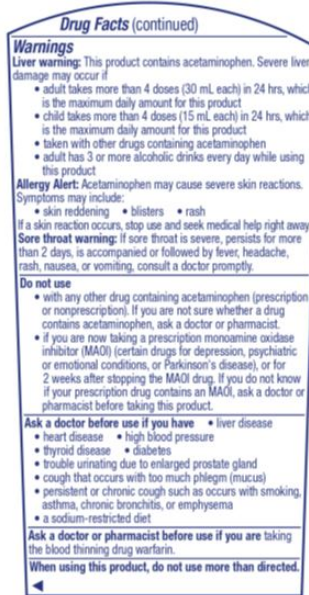 Drug Facts (continued)
Warnings
Liver warning: This product contains acetaminophen. Severe liver
damage may occur if
• adult takes more than 4 doses (30 mL each) in 24 hrs, which
is the maximum daily amount for this product
• child takes more than 4 doses (15 mL each) in 24 hrs, which
is the maximum daily amount for this product
• taken with other drugs containing acetaminophen
• adult has 3 or more alcoholic drinks every day while using
this product
Allergy Alert: Acetaminophen may cause severe skin reactions.
Symptoms may include:
• skin reddening • blisters • rash
If a skin reaction occurs, stop use and seek medical help right away.
Sore throat warning: If sore throat is severe, persists for more
than 2 days, is accompanied or followed by fever, headache,
rash, nausea, or vomiting, consult a doctor promptly.
Do not use
• with any other drug containing acetaminophen (prescription
or nonprescription). If you are not sure whether a drug
contains acetaminophen, ask a doctor or pharmacist.
• if you are now taking a prescription monoamine oxidase
inhibitor (MAOI) (certain drugs for depression, psychiatric
or emotional conditions, or Parkinson's disease), or for
2 weeks after stopping the MAOI drug. If you do not know
if your prescription drug contains an MAOI, ask a doctor or
pharmacist before taking this product.
Ask a doctor before use if you have • liver disease
• heart disease • high blood pressure
• thyroid disease • diabetes
• trouble urinating due to enlarged prostate gland
• cough that occurs with too much phlegm (mucus)
• persistent or chronic cough such as occurs with smoking,
asthma, chronic bronchitis, or emphysema
• a sodium-restricted diet
Ask a doctor or pharmacist before use if you are taking
the blood thinning drug warfarin.
When using this product, do not use more than directed.